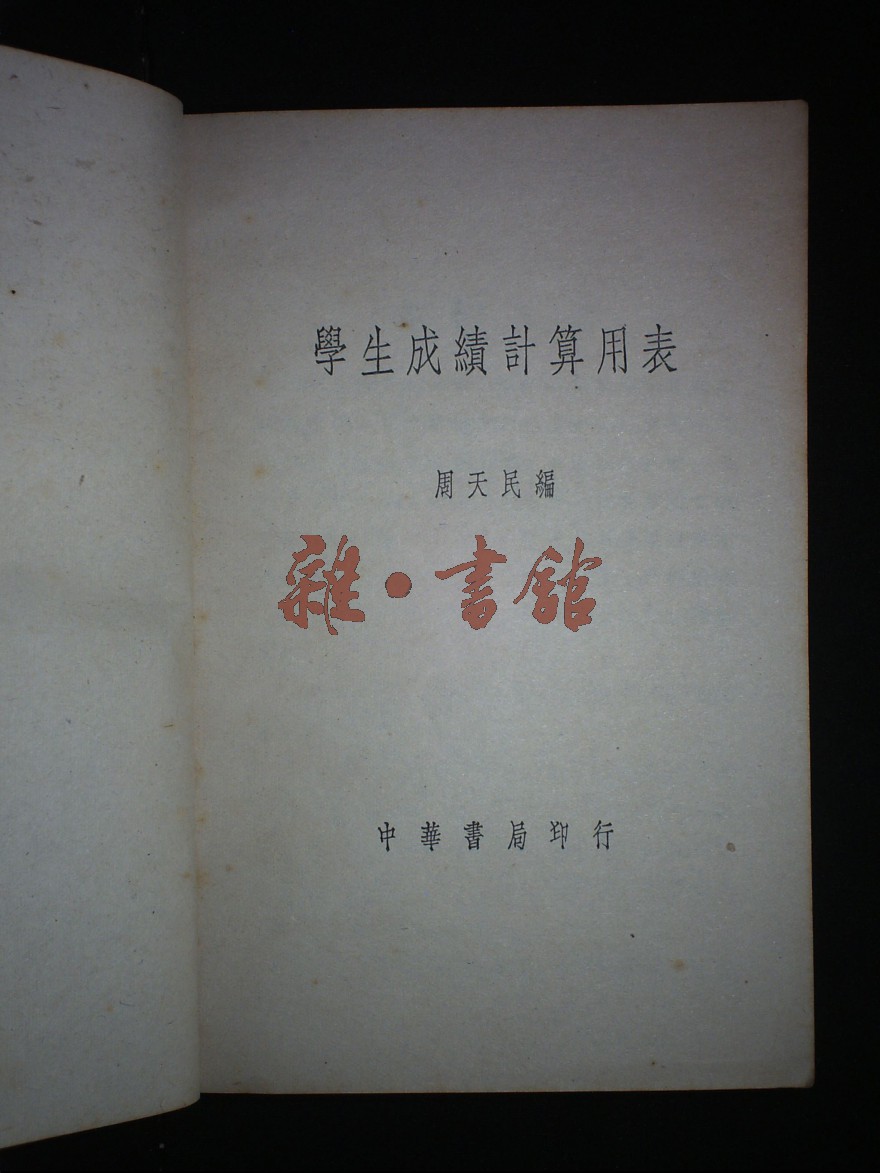 學生成績計算用表
周天民編
雜·書館
中華書局印行